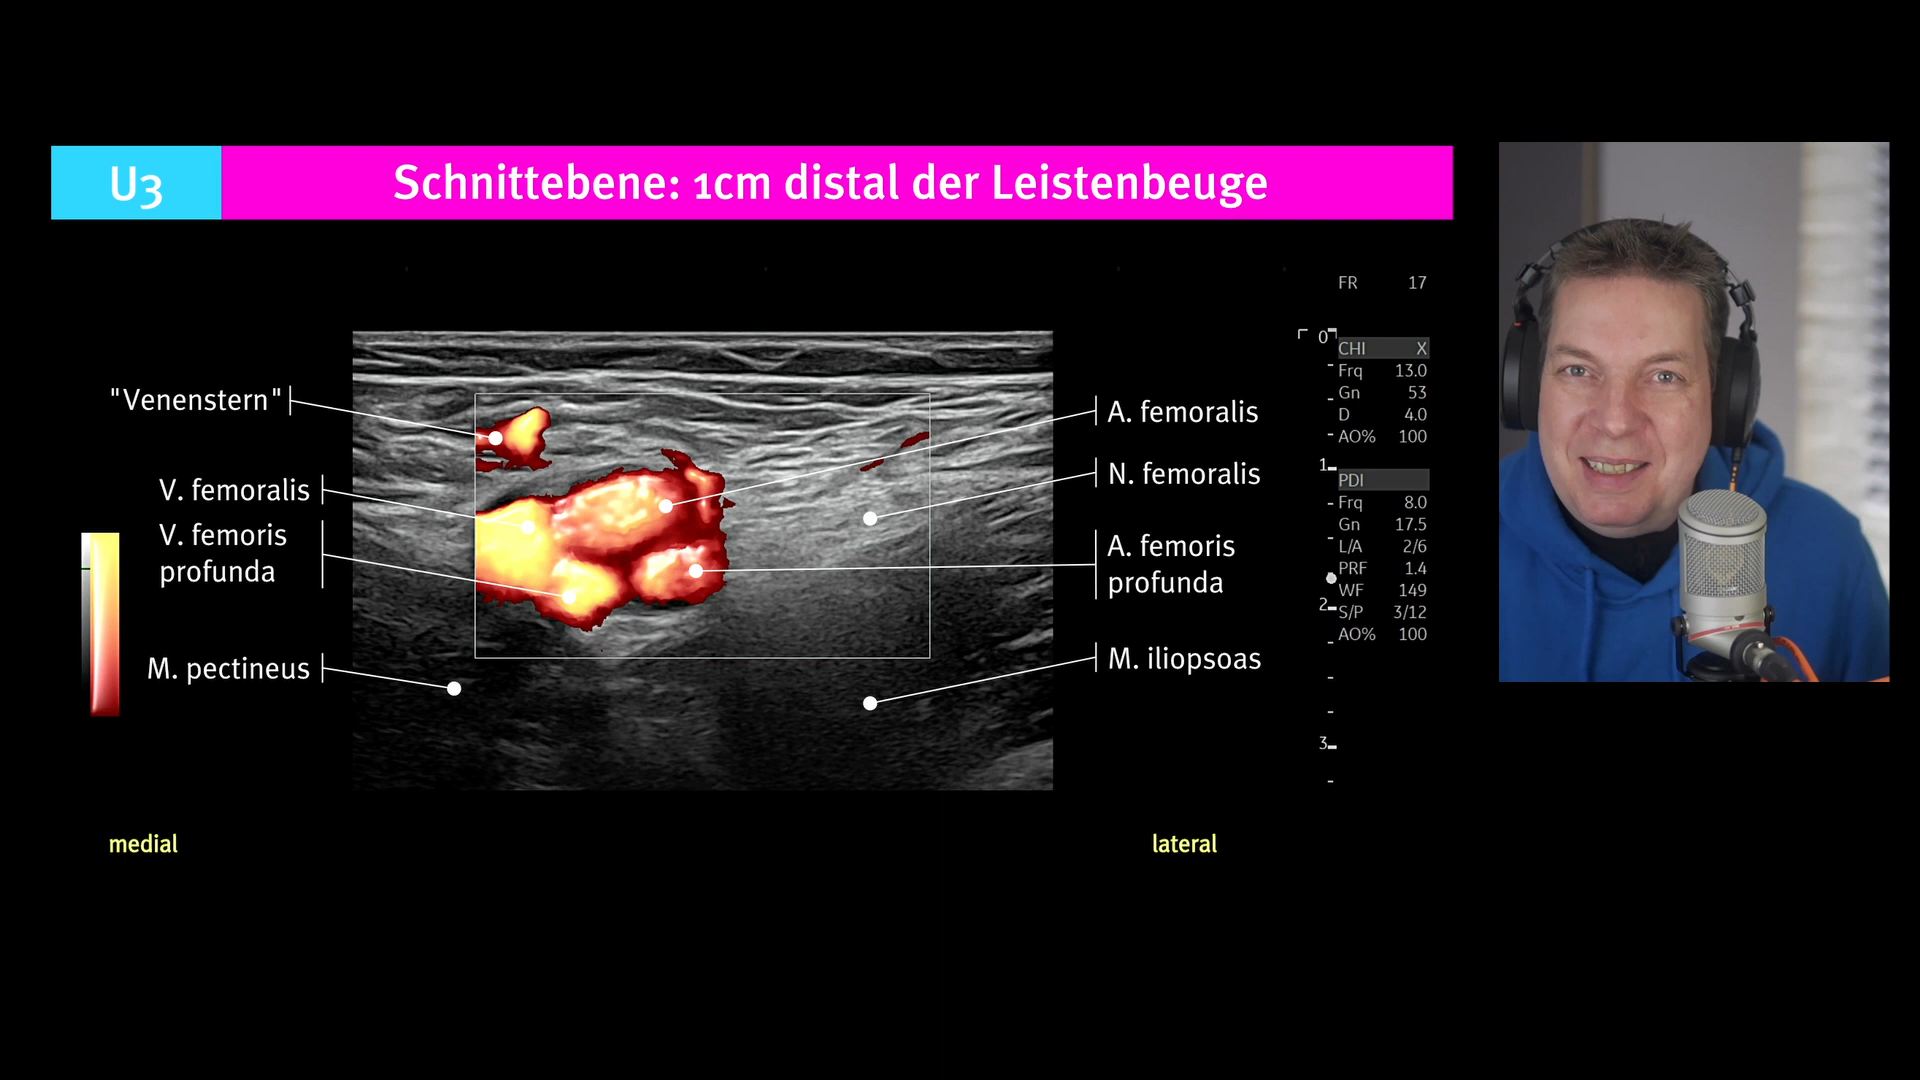 U3
Schnittebene: 1cm distal der Leistenbeuge
"Venenstern"
V. femoralis
V. femoris
profunda
M. pectineus
A. femoralis
N. femoralis
A. femoris
profunda
M. iliopsoas
medial
lateral
0
1
2
3
FR 17
CHI X
Frq 13.0
Gn 53
D 4.0
AO% 100
PDI
Frq 8.0
Gn 17.5
L/A 2/6
PRF 1.4
WF 149
S/P 3/12
AO% 100